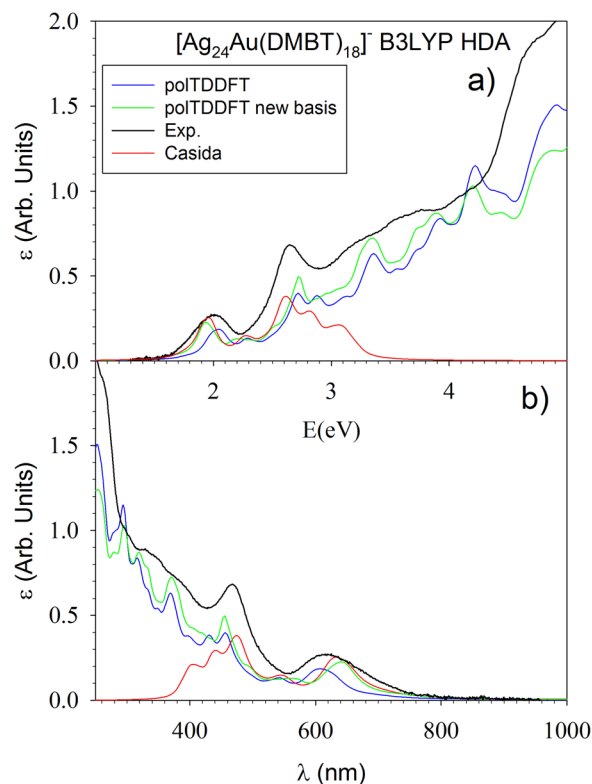 [Ag₂₄Au(DMBT)₁₈]⁻ B3LYP HDA
a)
polTDDFT
polTDDFT new basis
Exp.
Casida
2.0
1.5
1.0
0.5
0.0
ε (Arb. Units)
2 3 4
E(eV)
b)
1.5
1.0
0.5
0.0
ε (Arb. Units)
400 600 800 1000
λ (nm)